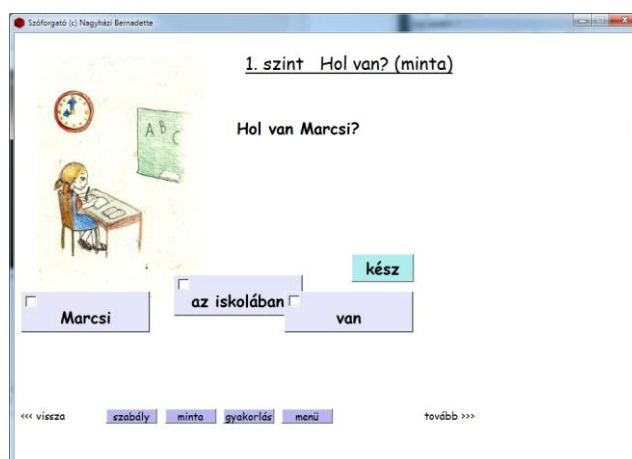 Szóforgató (c) Nagyházi Bernadette
1. szint Hol van? (minta)
A B C
Hol van Marcsi?
kész
az iskolában
Marcsi
van
<<< vissza
szabály
minta
gyakorlás
menü
tovább >>>